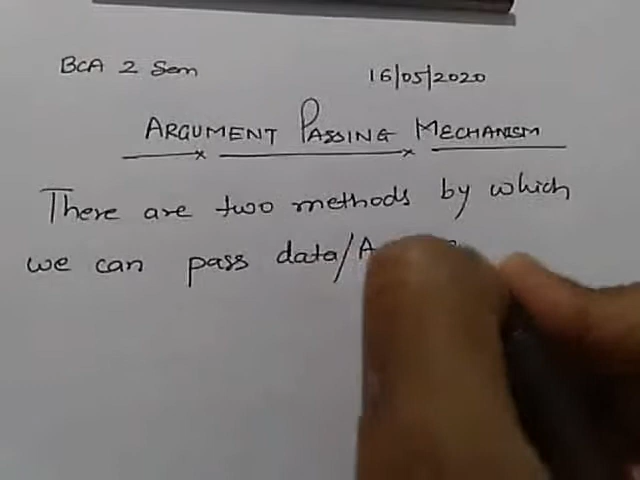 BCA 2 Sem
16/05/2020
ARGUMENT PASSING MECHANISM
There are two methods by which
we can pass data/